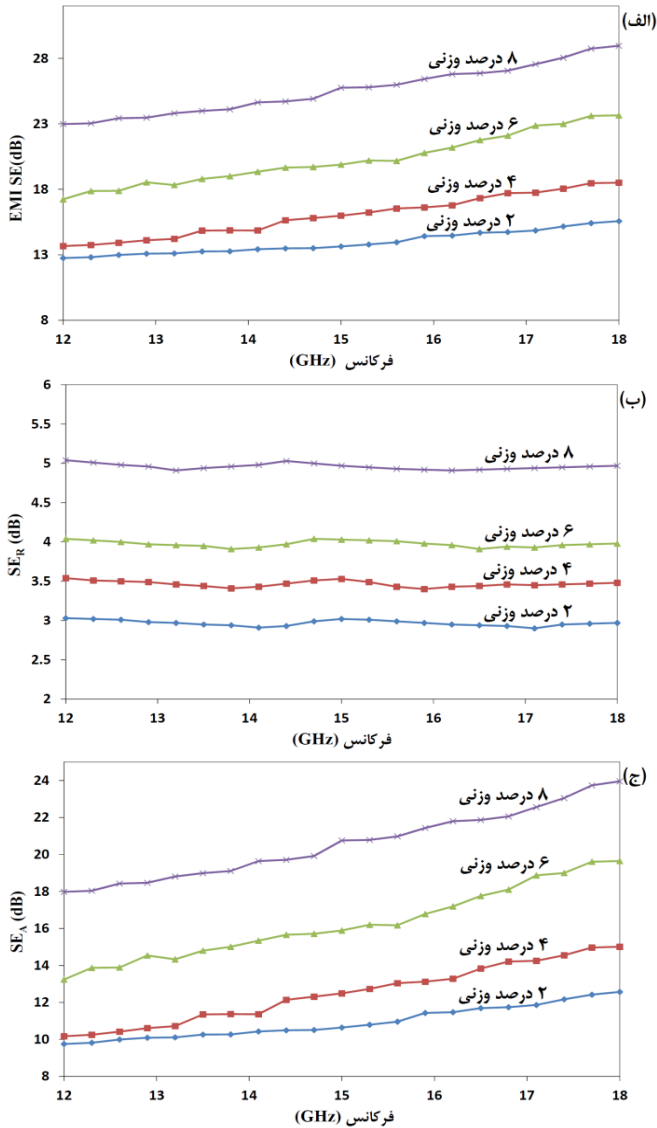 (الف)
EMI SE(dB)
28
23
18
13
8
۸ درصد وزنی
۶ درصد وزنی
۴ درصد وزنی
۲ درصد وزنی
12 13 14 15 16 17 18
فرکانس (GHz)
(ب)
SE_R (dB)
6
5.5
5
4.5
4
3.5
3
2.5
2
۸ درصد وزنی
۶ درصد وزنی
۴ درصد وزنی
۲ درصد وزنی
12 13 14 15 16 17 18
فرکانس (GHz)
(ج)
SE_A (dB)
24
22
20
18
16
14
12
10
8
۸ درصد وزنی
۶ درصد وزنی
۴ درصد وزنی
۲ درصد وزنی
12 13 14 15 16 17 18
فرکانس (GHz)